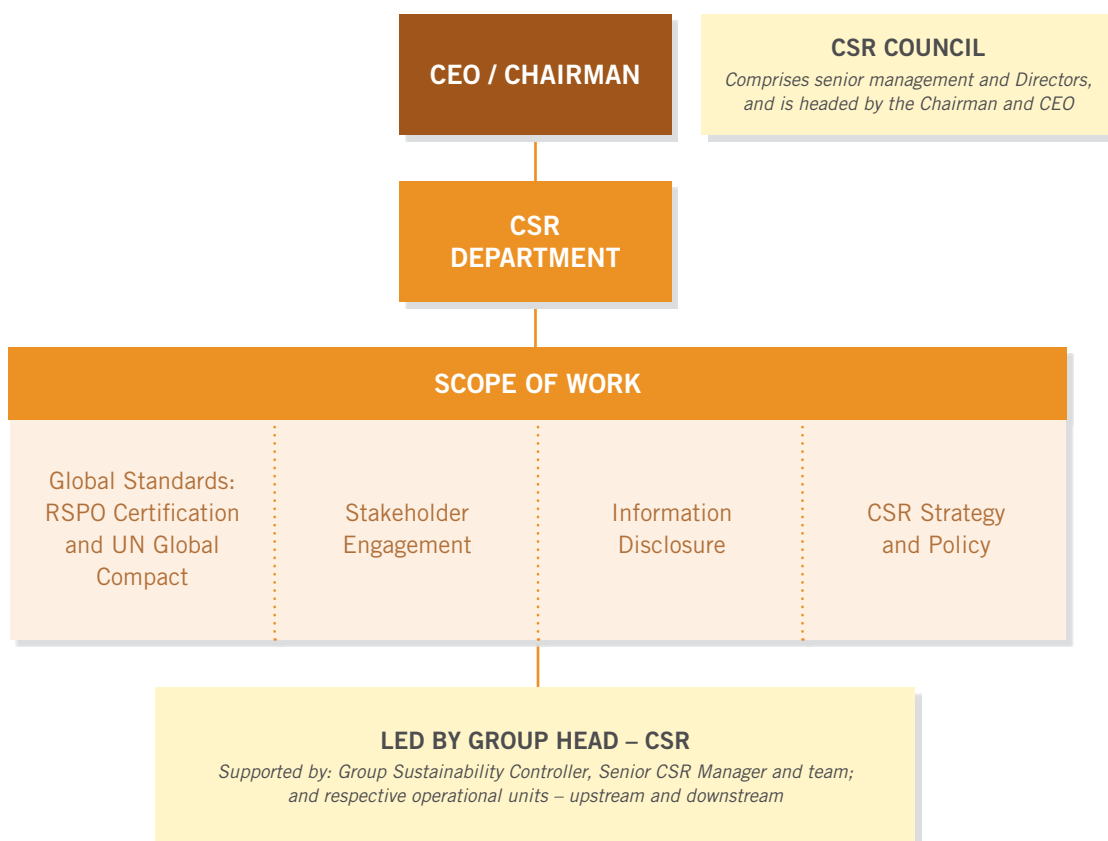 CEO / CHAIRMAN
CSR COUNCIL
Comprises senior management and Directors,
and is headed by the Chairman and CEO
CSR
DEPARTMENT
SCOPE OF WORK
Global Standards:
RSPO Certification
and UN Global
Compact
Stakeholder
Engagement
Information
Disclosure
CSR Strategy
and Policy
LED BY GROUP HEAD – CSR
Supported by: Group Sustainability Controller, Senior CSR Manager and team;
and respective operational units – upstream and downstream